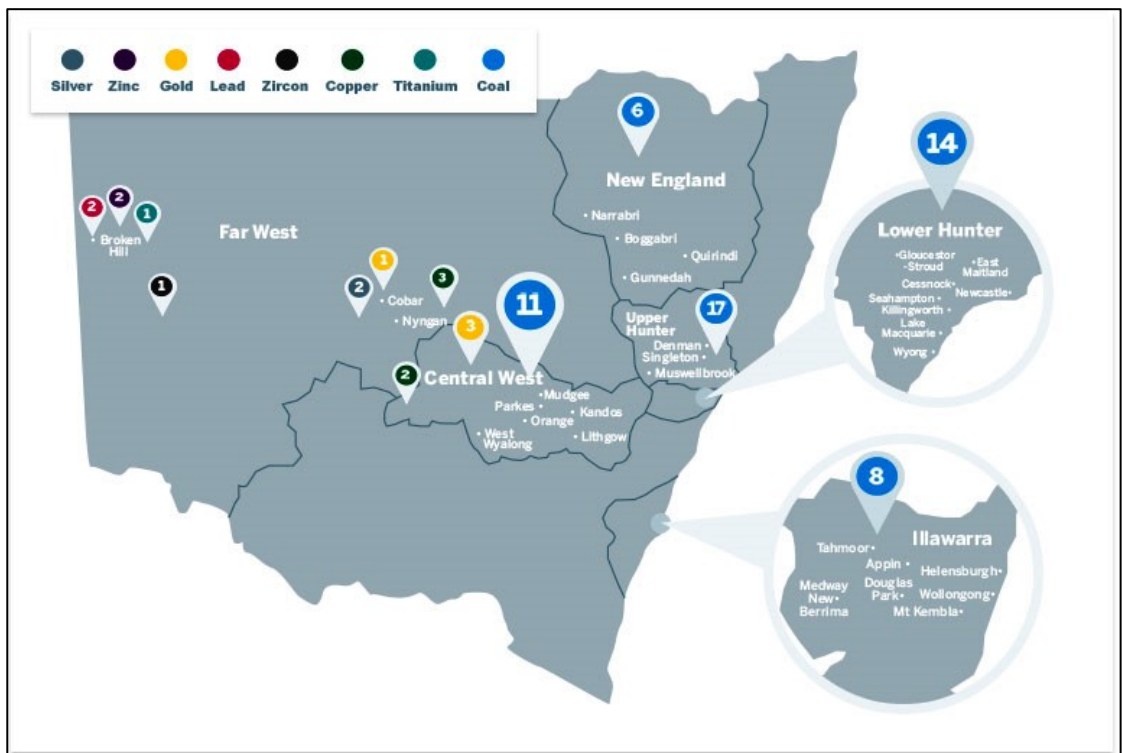 Silver Zinc Gold Lead Zircon Copper Titanium Coal
6
New England
Narrabri
Boggabri
Quirindi
Gunnedah
14
Lower Hunter
Gloucestor
-Stroud
East
Maitland
Cessnock
Newcastle
Seahampton
Killingworth
Lake
Macquarie
Wyong
2
2
1
Broken
Hill
Far West
1
2
1
3
Cobar
Nyngan
3
11
2
Central West
Mudgee
Parkes
Kandos
Orange
West
Wyalong
Lithgow
17
Upper
Hunter
Denman
Singleton
Muswellbrook
8
Illawarra
Tahmoor
Appin
Helensburgh
Medway
New
Berrima
Douglas
Park
Wollongong
Mt Kembla